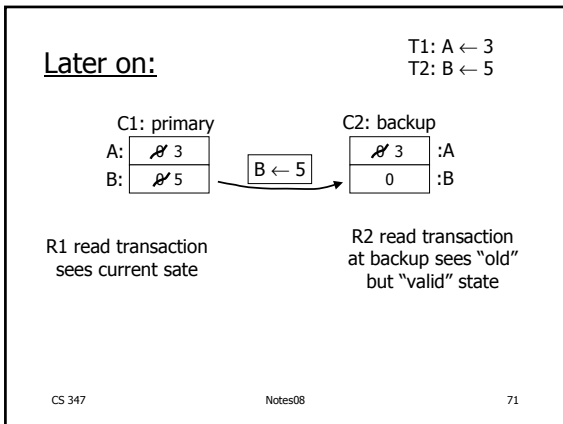 Later on:
T1: A ← 3
T2: B ← 5
C1: primary
A: 0 3
B: 0 5
B ← 5
C2: backup
0 3 :A
0 :B
R1 read transaction
sees current sate
R2 read transaction
at backup sees "old"
but "valid" state
CS 347 Notes08 71